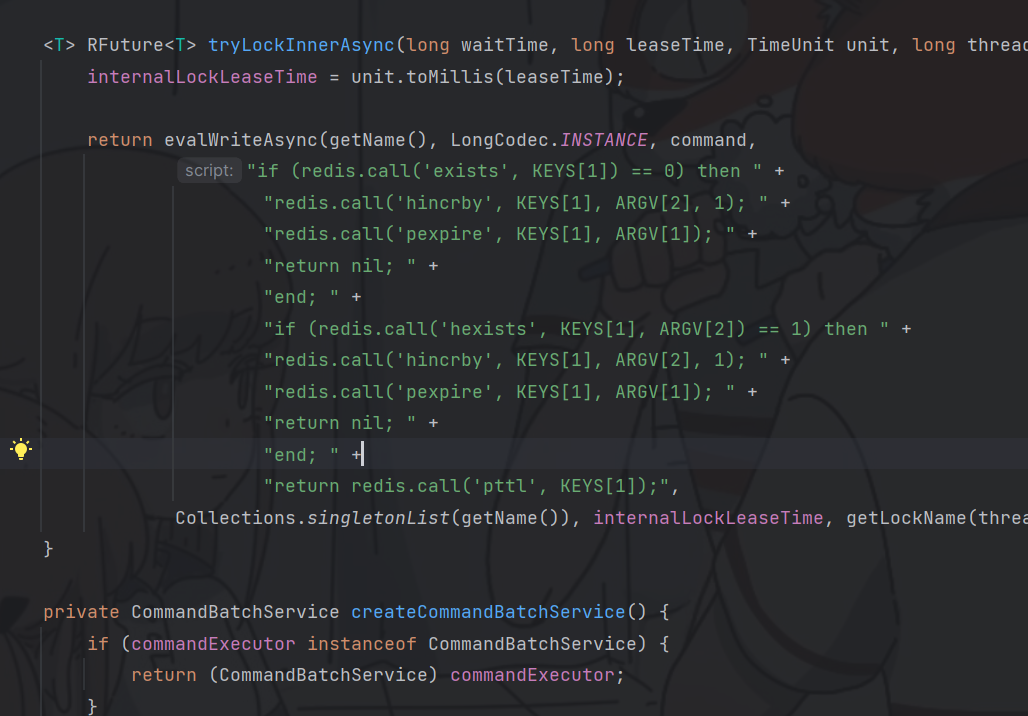 <T> RFuture<T> tryLockInnerAsync(long waitTime, long leaseTime, TimeUnit unit, long
internalLockLeaseTime = unit.toMillis(leaseTime);
return evalWriteAsync(getName(), LongCodec.INSTANCE, command,
script: "if (redis.call('exists', KEYS[1]) == 0) then " +
"redis.call('hincrby', KEYS[1], ARGV[2], 1); " +
"redis.call('pexpire', KEYS[1], ARGV[1]); " +
"return nil; " +
"end; " +
"if (redis.call('hexists', KEYS[1], ARGV[2]) == 1) then " +
"redis.call('hincrby', KEYS[1], ARGV[2], 1); " +
"redis.call('pexpire', KEYS[1], ARGV[1]); " +
"return nil; " +
"end; " +
"return redis.call('pttl', KEYS[1]);",
Collections.singletonList(getName()), internalLockLeaseTime, getLockName(
}
private CommandBatchService createCommandBatchService() {
if (commandExecutor instanceof CommandBatchService) {
return (CommandBatchService) commandExecutor;
}